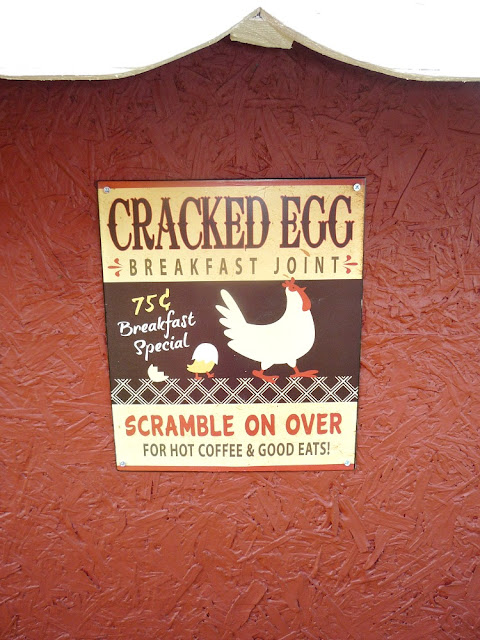 CRACKED EGG
BREAKFAST JOINT
75¢
Breakfast
Special
SCRAMBLE ON OVER
FOR HOT COFFEE & GOOD EATS!